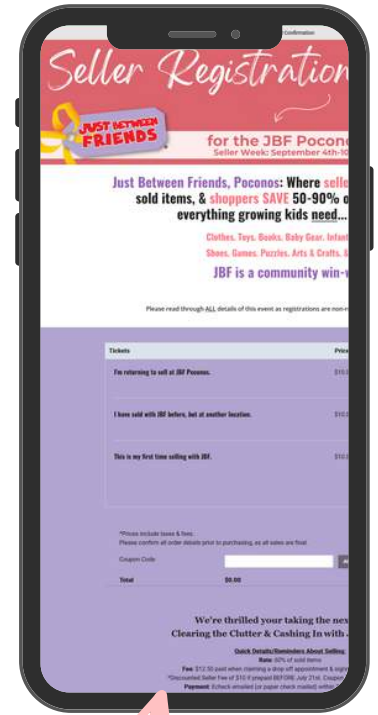 Confirmation
Seller Registration
JUST BETWEEN
FRIENDS
for the JBF Pocono
Seller Week: September 4th-10
Just Between Friends, Poconos: Where selle
sold items, & shoppers SAVE 50-90% o
everything growing kids need...
Clothes, Toys, Books, Baby Gear, Infant
Shoes, Games, Puzzles, Arts & Crafts, &
JBF is a community win-w
Please read through ALL details of this event as registrations are non-r
Tickets Price
I'm returning to sell at JBF Poconos. $10.
I have sold with JBF before, but at another location. $10.
This is my first time selling with JBF. $10.
*Prices include taxes & fees.
Please confirm all order details prior to purchasing, as all sales are final
Coupon Code
Total $0.00
We're thrilled your taking the nex
Clearing the Clutter & Cashing In with
Quick Details/Reminders About Selling:
Rate: 60% of sold items
Fee: $12.50 paid when claiming a drop off appointment & sign
*Discounted Seller Fee of $10 if prepaid BEFORE July 21st. Coupon
Payment: Echeck emailed (or paper check mailed) within